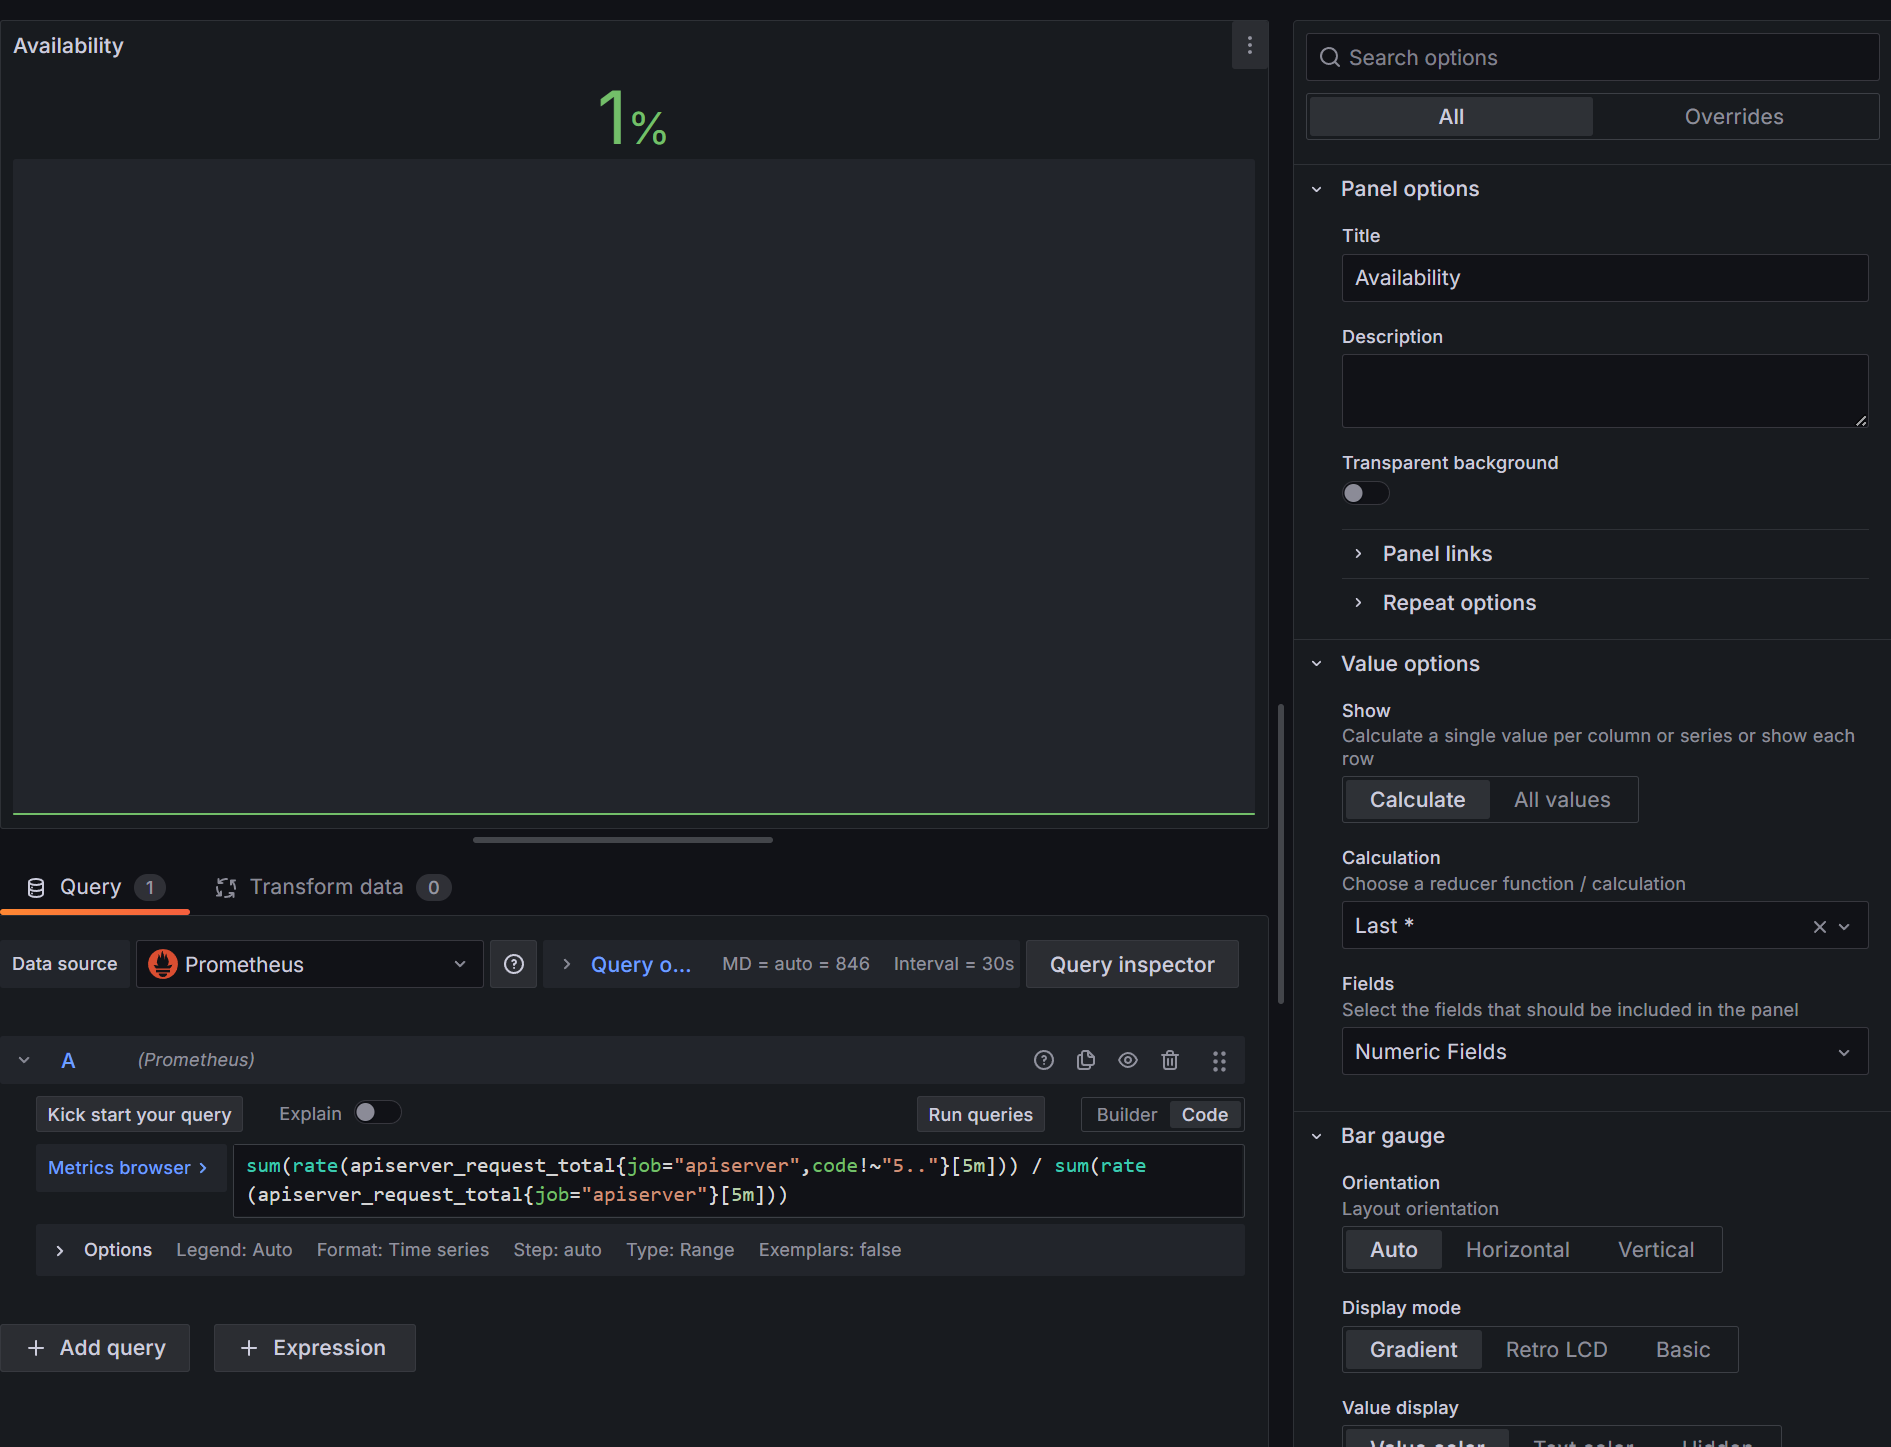 Availability
1%
Query 1
Transform data 0
Data source
Prometheus
Query o...
MD = auto = 846
Interval = 30s
Query inspector
A
(Prometheus)
Kick start your query
Explain
Run queries
Builder
Code
Metrics browser >
sum(rate(apiserver_request_total{job="apiserver",code!~"5.."}[5m])) / sum(rate
(apiserver_request_total{job="apiserver"}[5m]))
Options
Legend: Auto
Format: Time series
Step: auto
Type: Range
Exemplars: false
+ Add query
+ Expression
Search options
All
Overrides
Panel options
Title
Availability
Description
Transparent background
Panel links
Repeat options
Value options
Show
Calculate a single value per column or series or show each
row
Calculate
All values
Calculation
Choose a reducer function / calculation
Last *
Fields
Select the fields that should be included in the panel
Numeric Fields
Bar gauge
Orientation
Layout orientation
Auto
Horizontal
Vertical
Display mode
Gradient
Retro LCD
Basic
Value display
Value color
Text color
Hidden